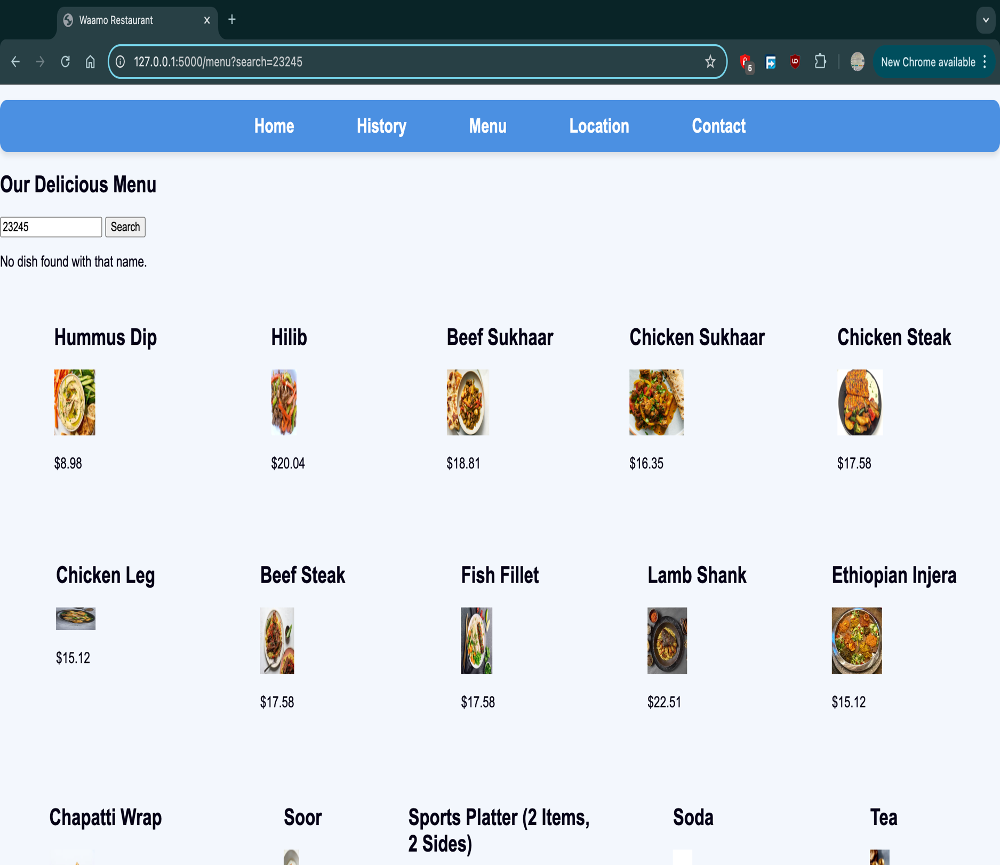 Waamo Restaurant
127.0.0.1:5000/menu?search=23245
5
UO
New Chrome available
Home History Menu Location Contact
Our Delicious Menu
23245 Search
No dish found with that name.
Hummus Dip Hilib Beef Sukhaar Chicken Sukhaar Chicken Steak
$8.98 $20.04 $18.81 $16.35 $17.58
Chicken Leg Beef Steak Fish Fillet Lamb Shank Ethiopian Injera
$15.12
$17.58 $17.58 $22.51 $15.12
Chapatti Wrap Soor Sports Platter (2 Items, Soda Tea
2 Sides)